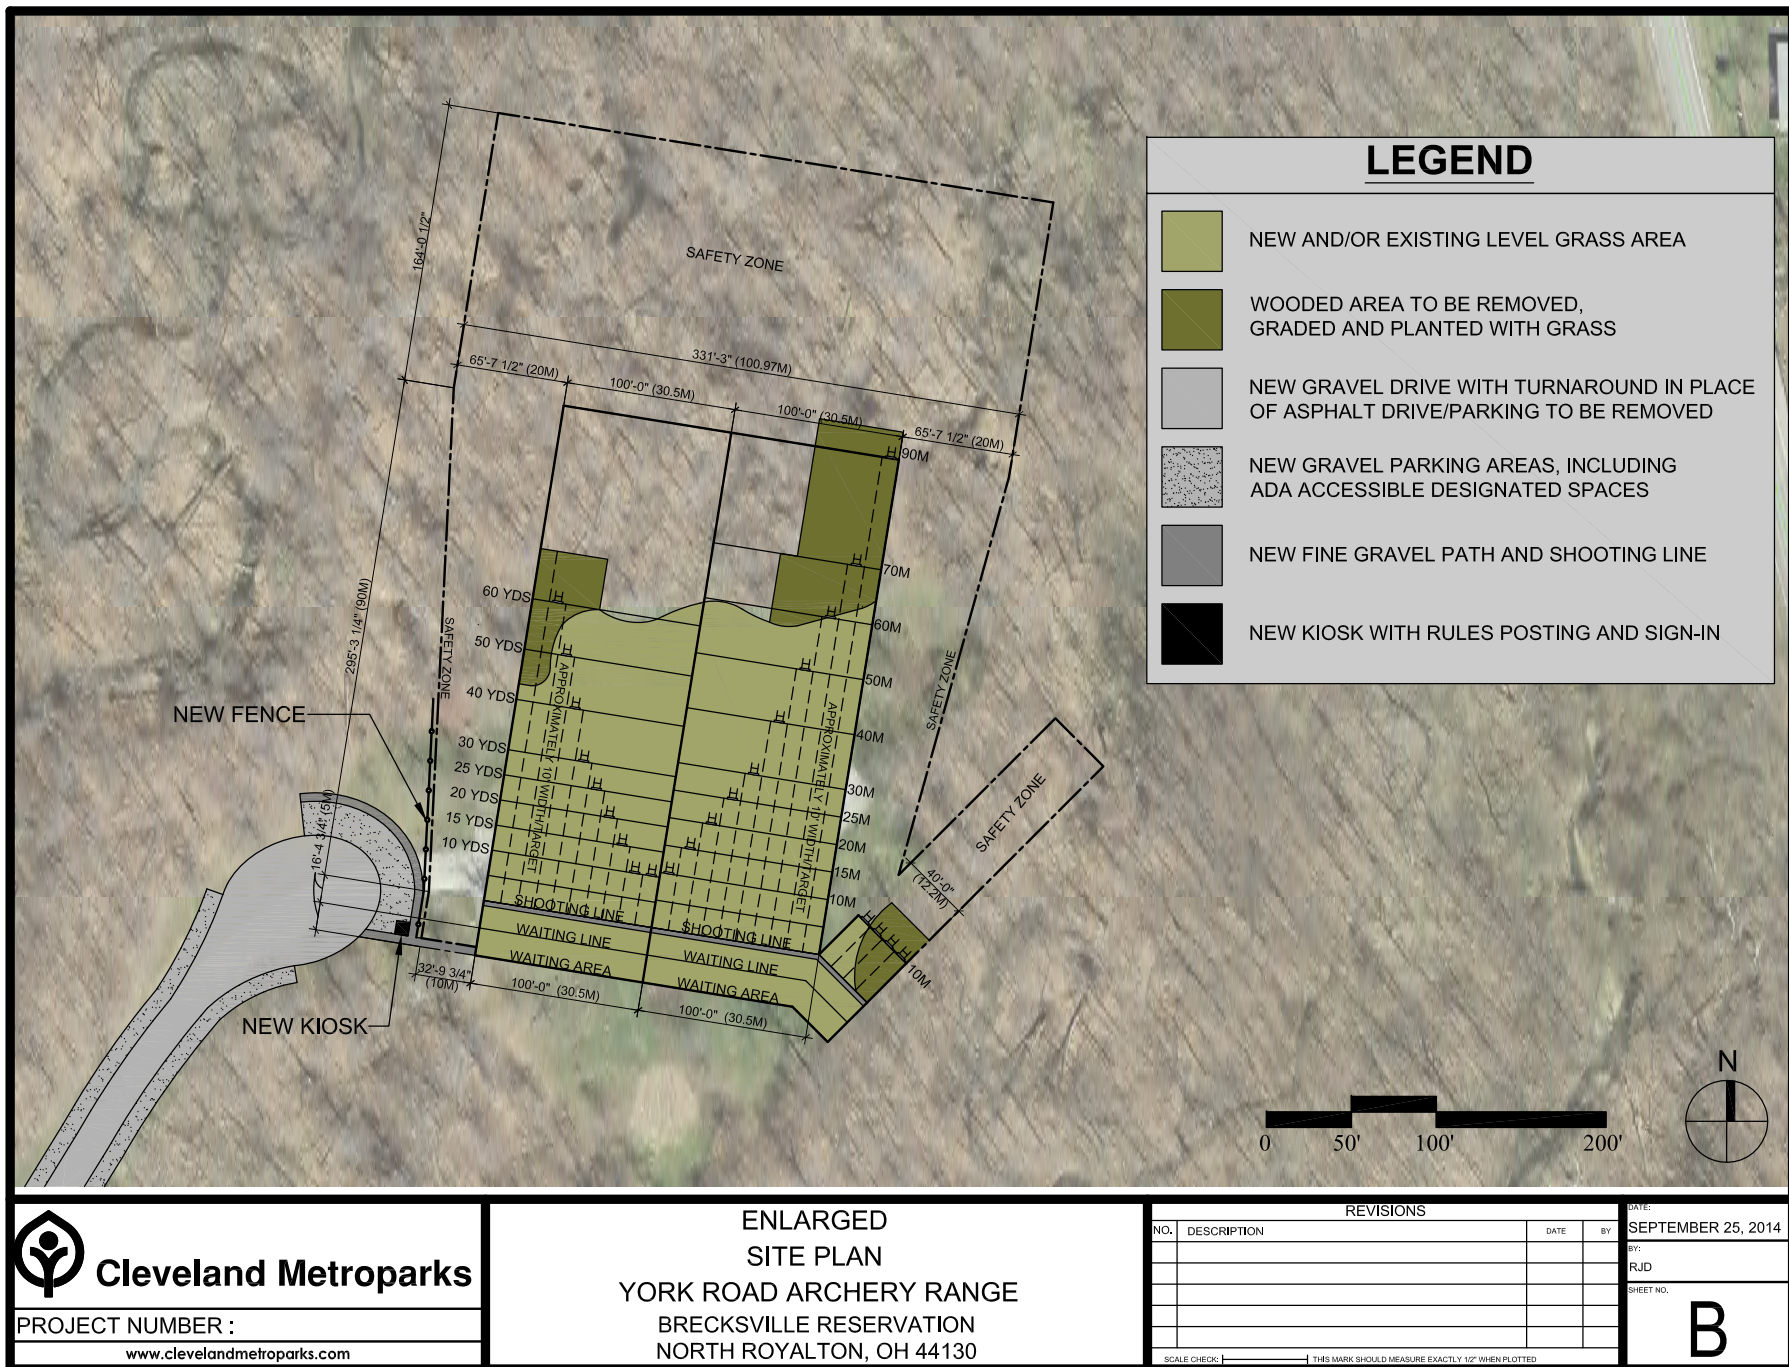 164'-0 1/2"
SAFETY ZONE
331'-3" (100.97M)
65'-7 1/2" (20M)
100'-0" (30.5M)
100'-0" (30.5M)
65'-7 1/2" (20M)
295'-3 1/4" (90M)
SAFETY ZONE
SAFETY ZONE
90M
70M
60M
50M
40M
30M
25M
20M
15M
10M
60 YDS
50 YDS
40 YDS
30 YDS
25 YDS
20 YDS
15 YDS
10 YDS
APPROXIMATELY 10' WIDTH/TARGET
APPROXIMATELY 10' WIDTH/TARGET
NEW FENCE
16'-4 3/4" (5M)
SAFETY ZONE
40'-0"
(12.2M)
10M
SHOOTING LINE
SHOOTING LINE
WAITING LINE
WAITING LINE
WAITING AREA
WAITING AREA
32'-9 3/4"
(10M)
100'-0" (30.5M)
100'-0" (30.5M)
NEW KIOSK
LEGEND
NEW AND/OR EXISTING LEVEL GRASS AREA
WOODED AREA TO BE REMOVED,
GRADED AND PLANTED WITH GRASS
NEW GRAVEL DRIVE WITH TURNAROUND IN PLACE
OF ASPHALT DRIVE/PARKING TO BE REMOVED
NEW GRAVEL PARKING AREAS, INCLUDING
ADA ACCESSIBLE DESIGNATED SPACES
NEW FINE GRAVEL PATH AND SHOOTING LINE
NEW KIOSK WITH RULES POSTING AND SIGN-IN
N
0 50' 100' 200'
Cleveland Metroparks
PROJECT NUMBER :
www.clevelandmetroparks.com
ENLARGED
SITE PLAN
YORK ROAD ARCHERY RANGE
BRECKSVILLE RESERVATION
NORTH ROYALTON, OH 44130
REVISIONS
NO. DESCRIPTION DATE BY
SCALE CHECK: THIS MARK SHOULD MEASURE EXACTLY 1/2" WHEN PLOTTED
DATE:
SEPTEMBER 25, 2014
BY:
RJD
SHEET NO.
B